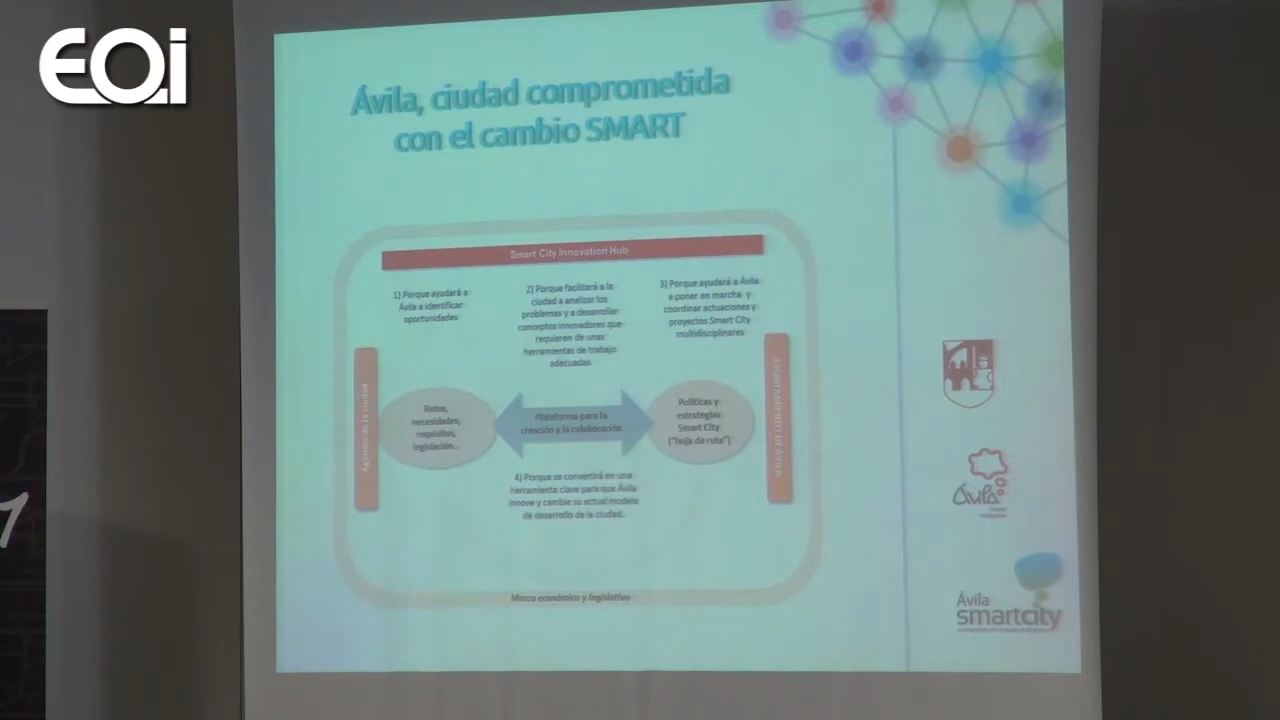 EOi
Ávila, ciudad comprometida
con el cambio SMART
Smart City Innovation Hub
1) Porque ayudará a
Ávila a identificar
oportunidades
2) Porque facilitará a la
ciudad a analizar los
problemas y a desarrollar
conceptos innovadores que
requieren de unas
herramientas de trabajo
adecuadas.
3) Porque ayudará a Ávila
a poner en marcha y
coordinar actuaciones y
proyectos Smart City
multidisciplinares
Agentes de la ciudad
Retos,
necesidades,
requisitos,
legislación...
Plataforma para la
creación y la colaboración
Políticas y
estrategias
Smart City
("hoja de ruta")
AYUNTAMIENTO DE ÁVILA
4) Porque se convertirá en una
herramienta clave para que Ávila
innove y cambie su actual modelo
de desarrollo de la ciudad.
Marco económico y legislativo
Ávila
Ávila
smartcity